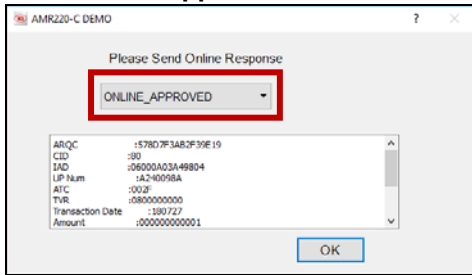 AMR220-C DEMO ?
Please Send Online Response
ONLINE_APPROVED
ARQC :578D7F3AB2F39E19
CID :80
IAD :06000A03A49804
UP Num :A240098A
ATC :002F
TVR :0800000000
Transaction Date :180727
Amount :000000000001
OK